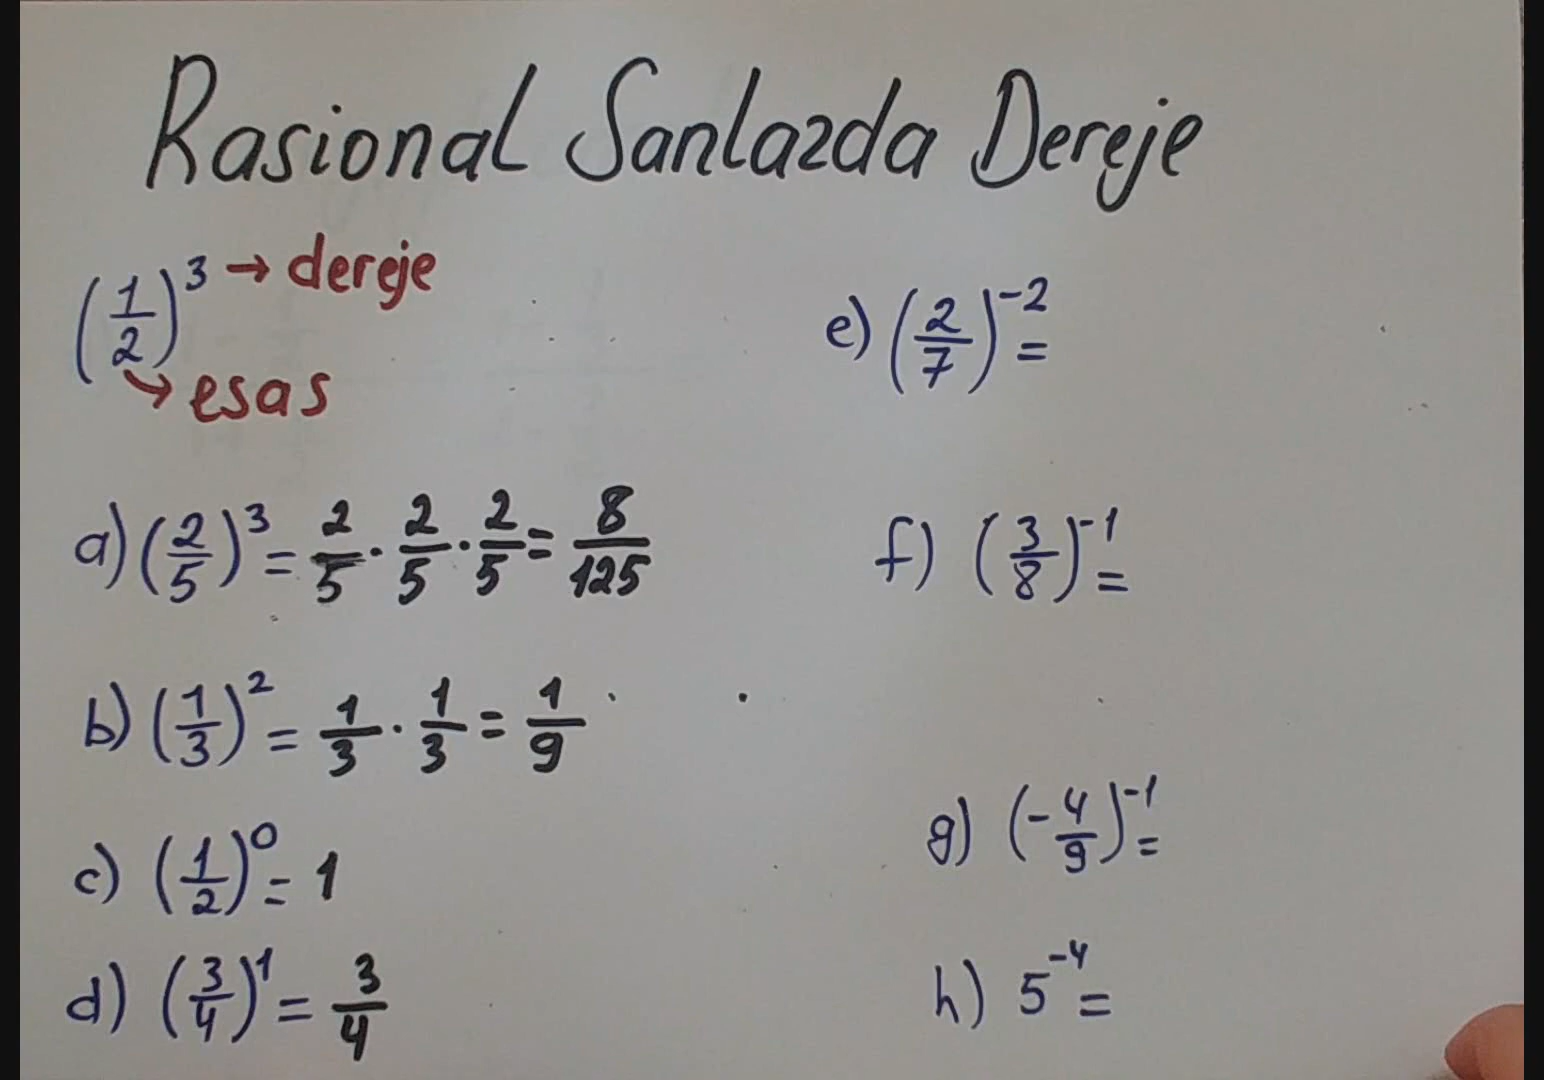 Rasional Sanlarda Dereje
(1/2)^3 → dereje
→ esas
a) (2/5)^3 = 2/5 · 2/5 · 2/5 = 8/125
b) (1/3)^2 = 1/3 · 1/3 = 1/9
c) (1/2)^0 = 1
d) (3/4)^1 = 3/4
e) (2/7)^-2 =
f) (3/8)^-1 =
g) (-4/9)^-1 =
h) 5^-4 =